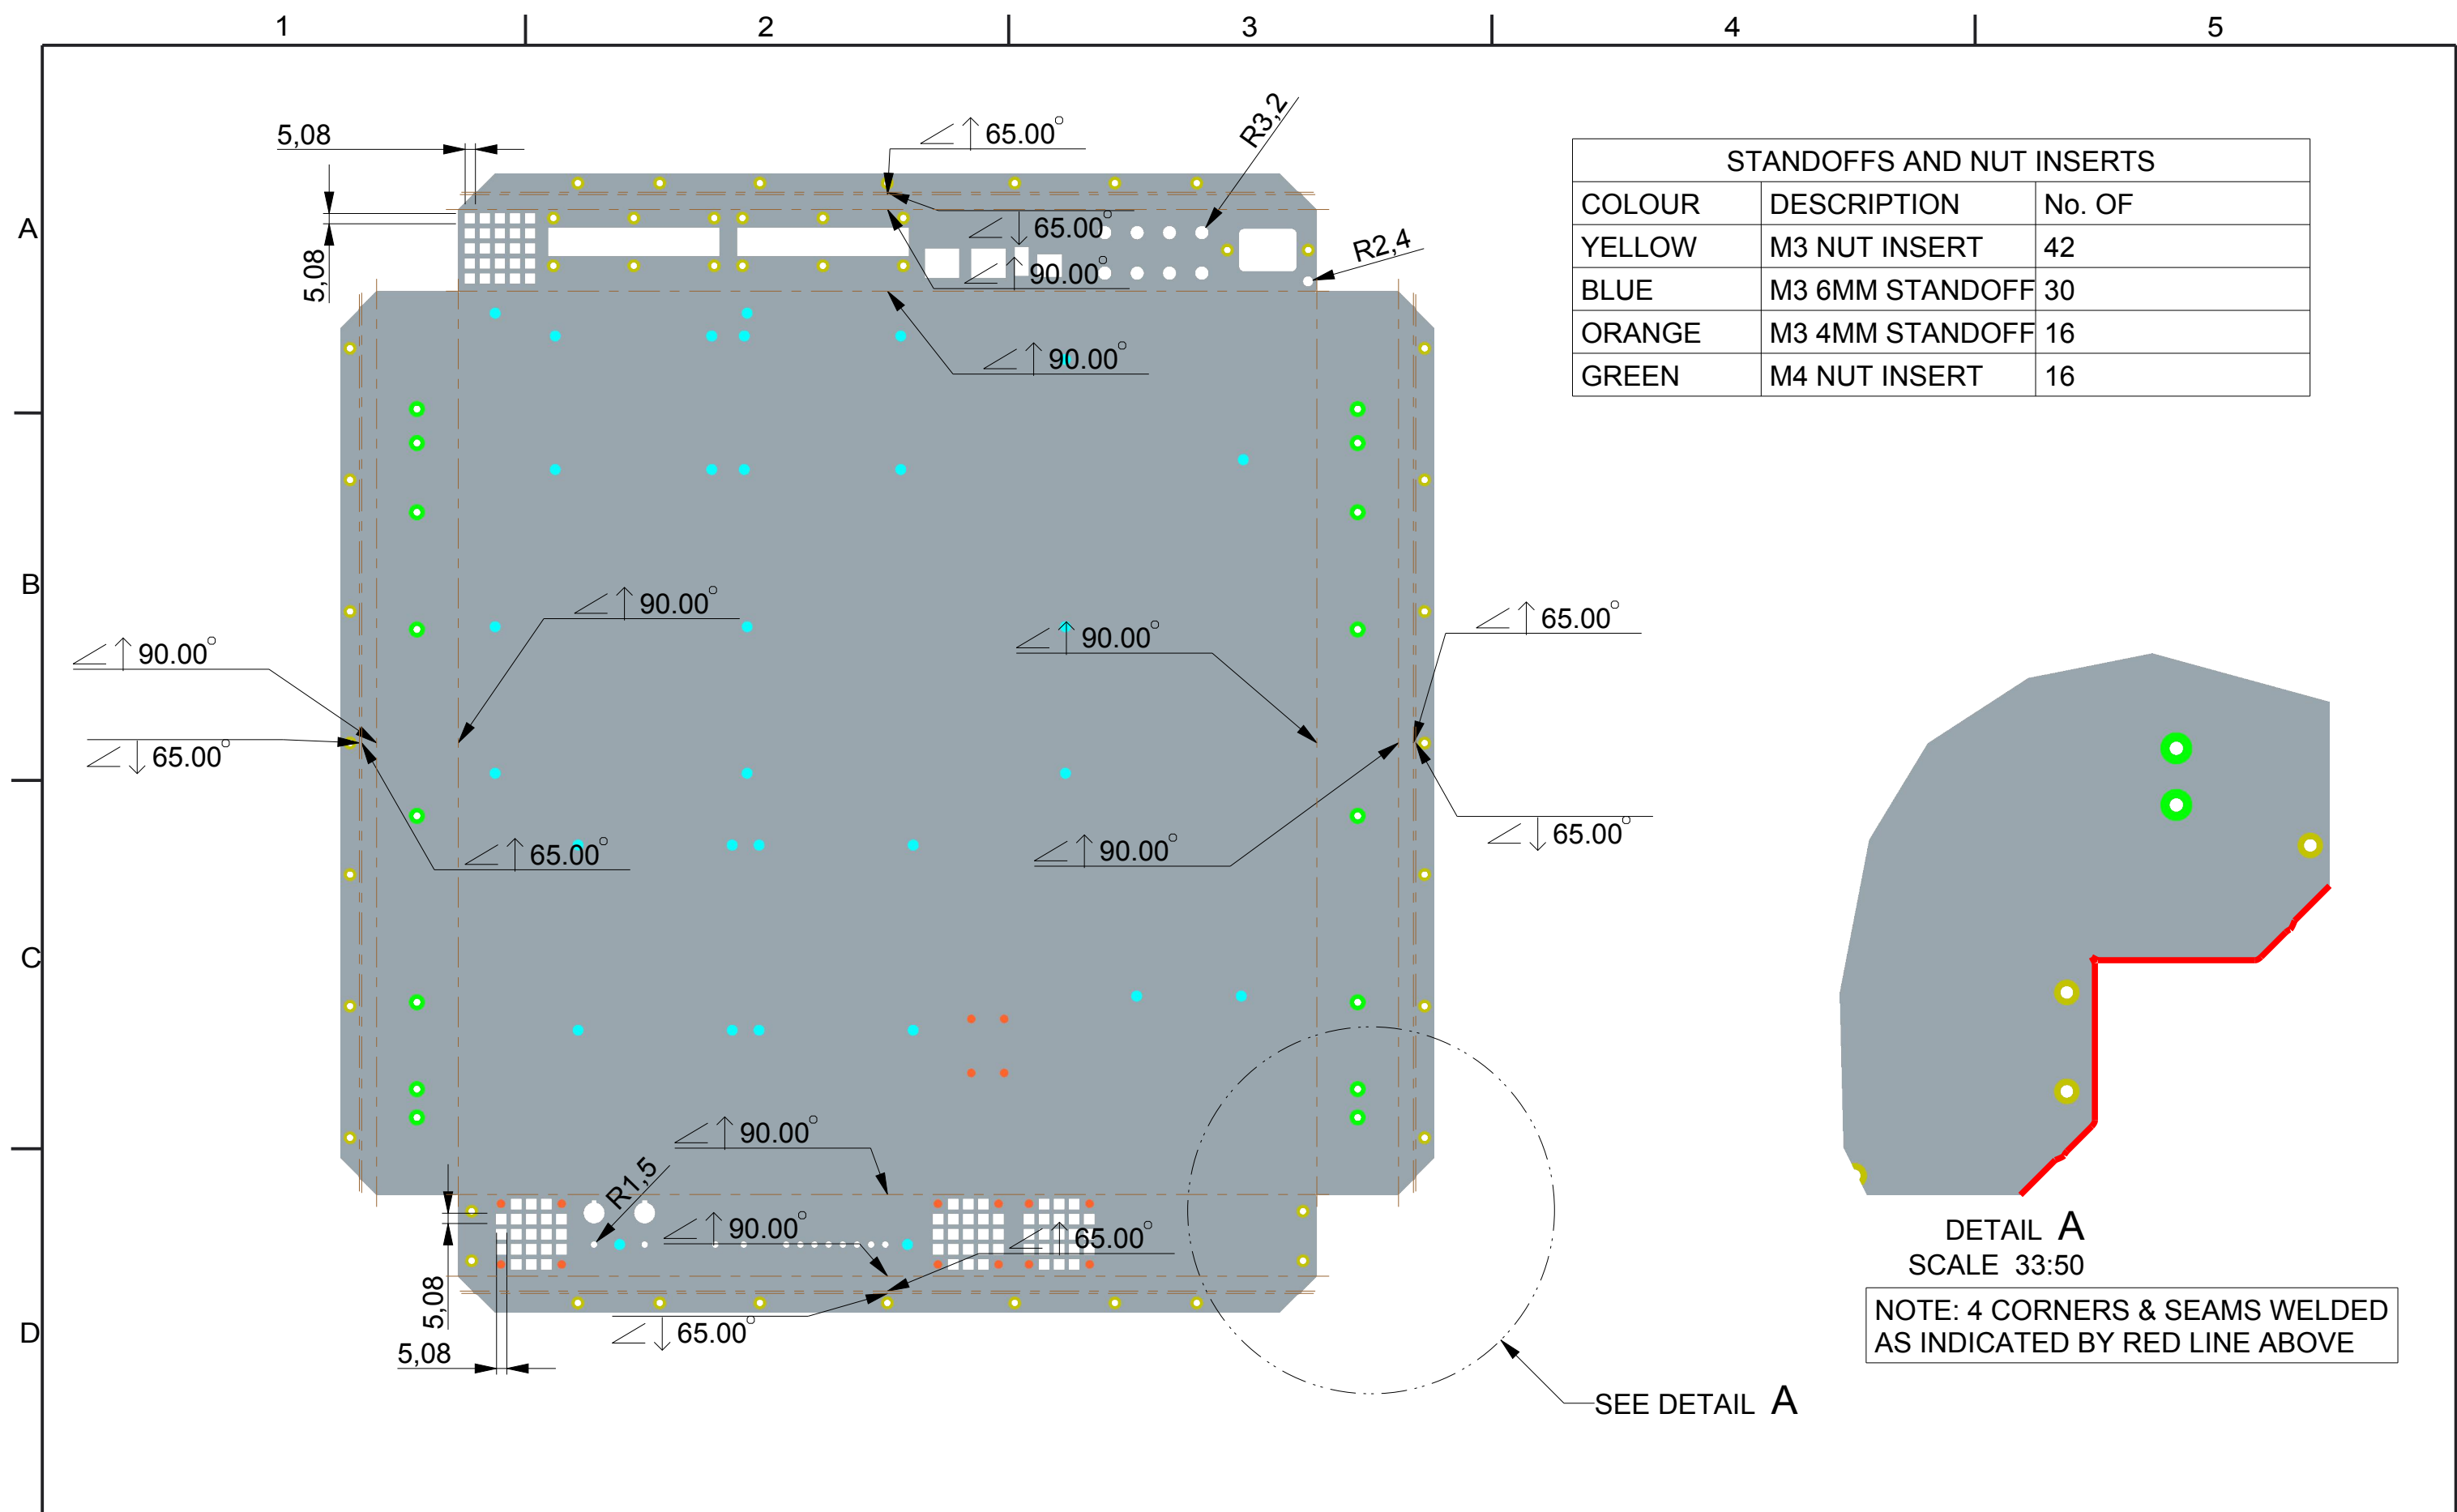 1 2 3 4 5
A
B
C
D
5,08
5,08
65.00°
R3,2
65.00°
90.00°
R2,4
90.00°
STANDOFFS AND NUT INSERTS
COLOUR DESCRIPTION No. OF
YELLOW M3 NUT INSERT 42
BLUE M3 6MM STANDOFF 30
ORANGE M3 4MM STANDOFF 16
GREEN M4 NUT INSERT 16
90.00°
90.00°
65.00°
90.00°
65.00°
65.00°
90.00°
65.00°
90.00°
R1,5
90.00°
65.00°
5,08
65.00°
5,08
DETAIL A
SCALE 33:50
NOTE: 4 CORNERS & SEAMS WELDED
AS INDICATED BY RED LINE ABOVE
SEE DETAIL A